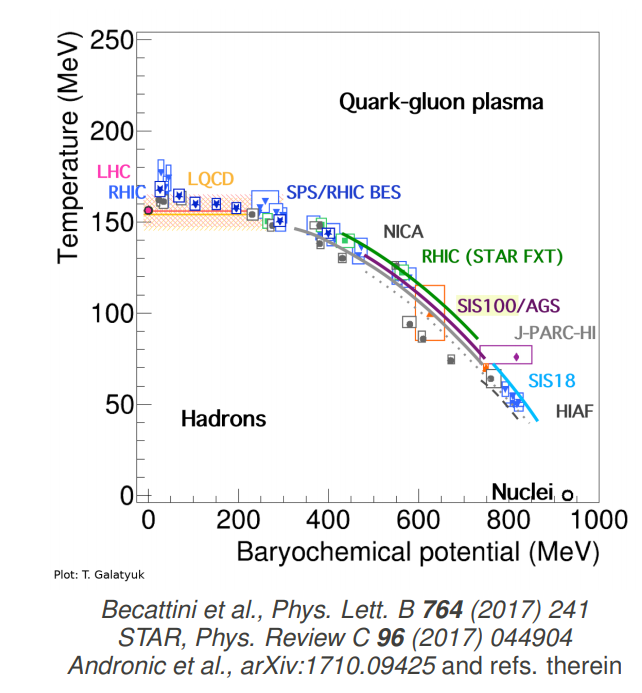 250
200
150
100
50
0
Temperature (MeV)
Quark-gluon plasma
LHC
RHIC
LQCD
SPS/RHIC BES
NICA
RHIC (STAR FXT)
SIS100/AGS
J-PARC-HI
SIS18
HIAF
Hadrons
Nuclei
0 200 400 600 800 1000
Baryochemical potential (MeV)
Plot: T. Galatyuk
Becattini et al., Phys. Lett. B 764 (2017) 241
STAR, Phys. Review C 96 (2017) 044904
Andronic et al., arXiv:1710.09425 and refs. therein